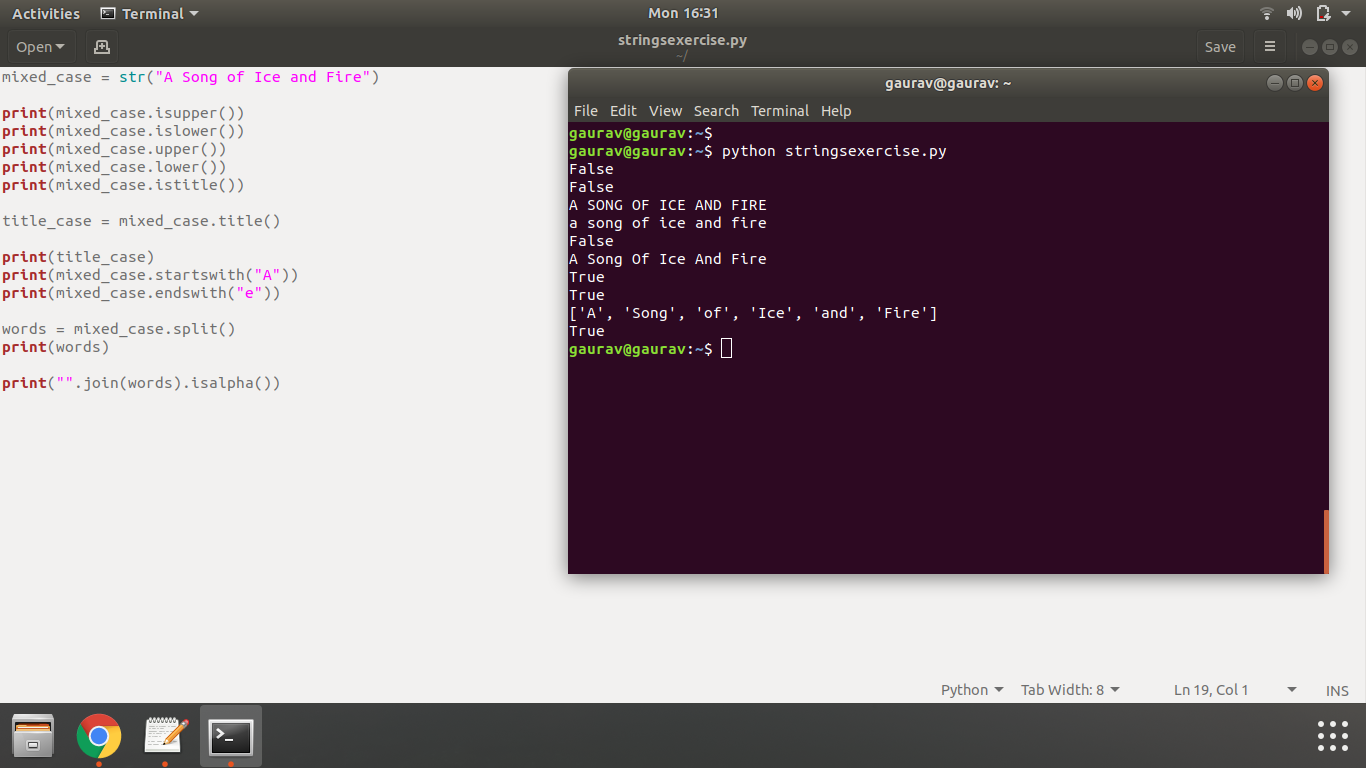 Activities Terminal Mon 16:31
Open stringsexercise.py Save
~/
mixed_case = str("A Song of Ice and Fire")
print(mixed_case.isupper())
print(mixed_case.islower())
print(mixed_case.upper())
print(mixed_case.lower())
print(mixed_case.istitle())
title_case = mixed_case.title()
print(title_case)
print(mixed_case.startswith("A"))
print(mixed_case.endswith("e"))
words = mixed_case.split()
print(words)
print("".join(words).isalpha())
gaurav@gaurav: ~
File Edit View Search Terminal Help
gaurav@gaurav:~$
gaurav@gaurav:~$ python stringsexercise.py
False
False
A SONG OF ICE AND FIRE
a song of ice and fire
False
A Song Of Ice And Fire
True
True
['A', 'Song', 'of', 'Ice', 'and', 'Fire']
True
gaurav@gaurav:~$
Python Tab Width: 8 Ln 19, Col 1 INS